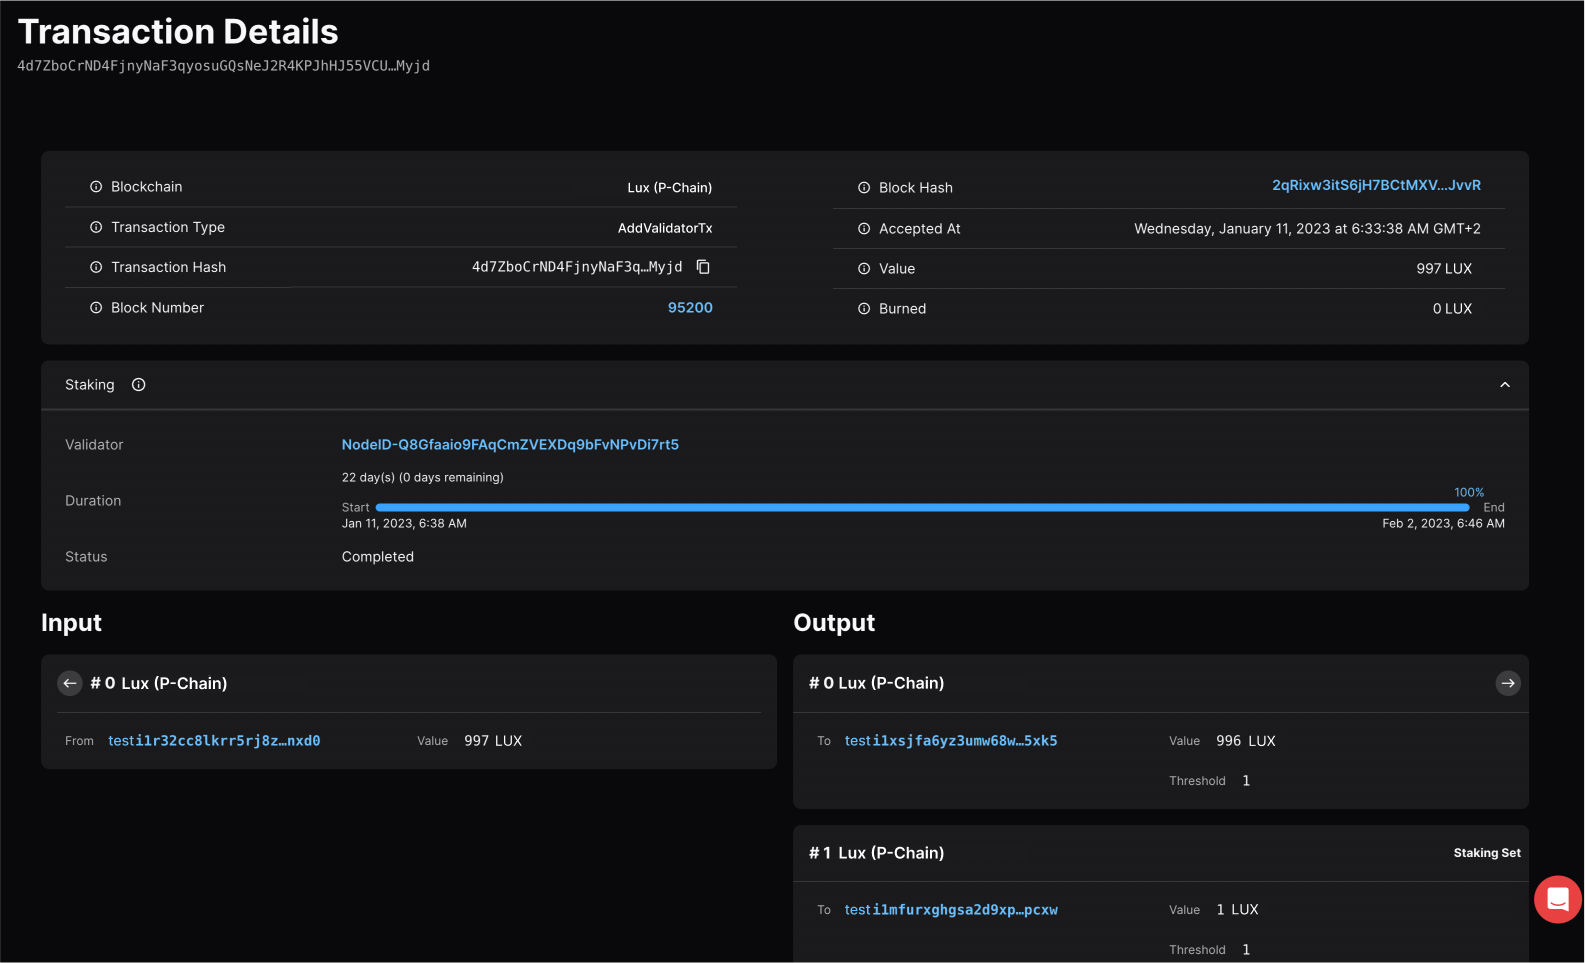 Transaction Details
4d7ZboCrND4FjnyNaF3qyosuGQsNeJ2R4KPJhHJ55VCU…Myjd
Blockchain Lux (P-Chain)
Transaction Type AddValidatorTx
Transaction Hash 4d7ZboCrND4FjnyNaF3q…Myjd
Block Number 95200
Block Hash 2qRixw3itS6jH7BCtMXV...JvvR
Accepted At Wednesday, January 11, 2023 at 6:33:38 AM GMT+2
Value 997 LUX
Burned 0 LUX
Staking
Validator NodeID-Q8Gfaaio9FAqCmZVEXDq9bFvNPvDi7rt5
22 day(s) (0 days remaining)
Duration
100%
Start End
Jan 11, 2023, 6:38 AM Feb 2, 2023, 6:46 AM
Status Completed
Input
# 0 Lux (P-Chain)
From testi1r32cc8lkrr5rj8z…nxd0 Value 997 LUX
Output
# 0 Lux (P-Chain)
To testi1xsjfa6yz3umw68w…5xk5 Value 996 LUX
Threshold 1
# 1 Lux (P-Chain) Staking Set
To testi1mfurxghgsa2d9xp…pcxw Value 1 LUX
Threshold 1